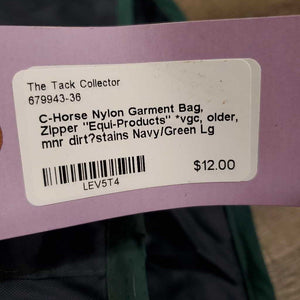 The Tack Collector
679943-36
C-Horse Nylon Garment Bag,
Zipper "Equi-Products" *vgc, older,
mnr dirt?stains Navy/Green Lg
$12.00
LEV5T4